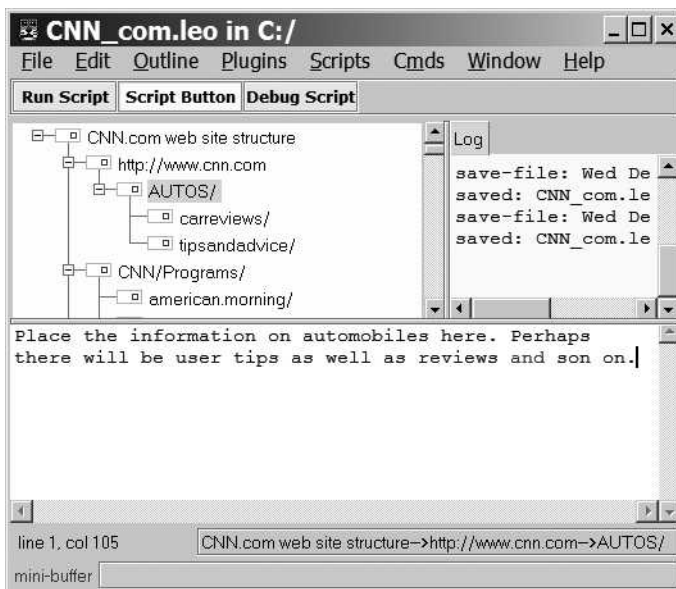 CNN_com.leo in C:/
File Edit Outline Plugins Scripts Cmds Window Help
Run Script Script Button Debug Script
CNN.com web site structure
http://www.cnn.com
AUTOS/
carreviews/
tipsandadvice/
CNN/Programs/
american.morning/
Log
save-file: Wed De
saved: CNN_com.le
save-file: Wed De
saved: CNN_com.le
Place the information on automobiles here. Perhaps
there will be user tips as well as reviews and son on.
line 1, col 105
CNN.com web site structure-->http://www.cnn.com-->AUTOS/
mini-buffer